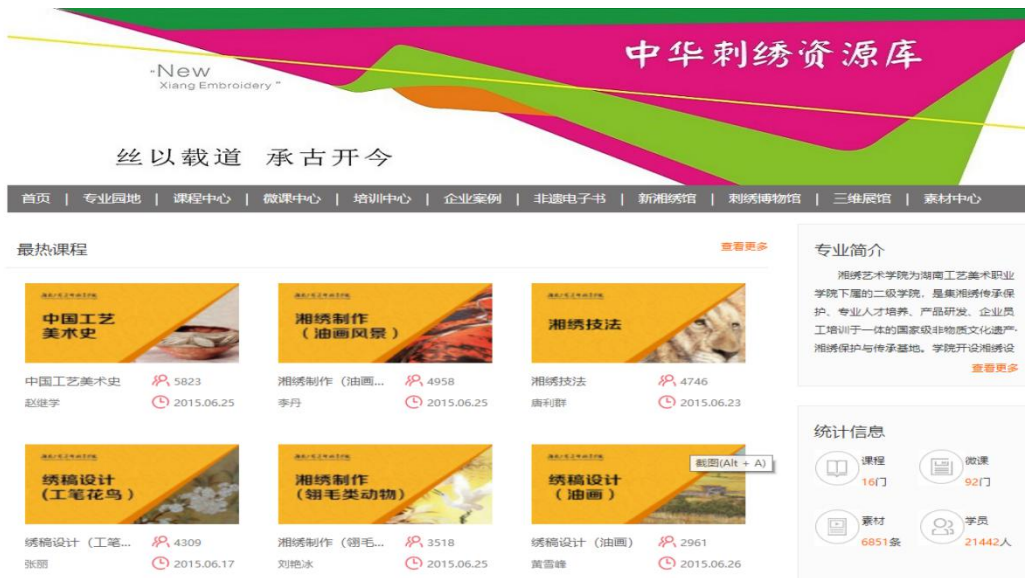 中华刺绣资源库
-New
Xiang Embroidery "
丝以载道 承古开今
首页 | 专业园地 | 课程中心 | 微课中心 | 培训中心 | 企业案例 | 非遗电子书 | 新湘绣馆 | 刺绣博物馆 | 三维展馆 | 素材中心
最热课程
查看更多
中国工艺
美术史
中国工艺美术史 5823
赵继学 2015.06.25
湘绣制作
（油画风景）
湘绣制作（油画... 4958
李丹 2015.06.25
湘绣技法
湘绣技法 4746
唐利群 2015.06.23
绣稿设计
（工笔花鸟）
绣稿设计（工笔... 4309
张丽 2015.06.17
湘绣制作
（翎毛类动物）
湘绣制作（翎毛... 3518
刘艳冰 2015.06.25
截图(Alt + A)
绣稿设计
（油画）
绣稿设计（油画） 2961
黄雪峰 2015.06.26
专业简介
湘绣艺术学院为湖南工艺美术职业
学院下属的二级学院，是集湘绣传承保
护、专业人才培养、产品研发、企业员
工培训于一体的国家级非物质文化遗产·
湘绣保护与传承基地。学院开设湘绣设
查看更多
统计信息
课程
16门
微课
92门
素材
6851条
学员
21442人